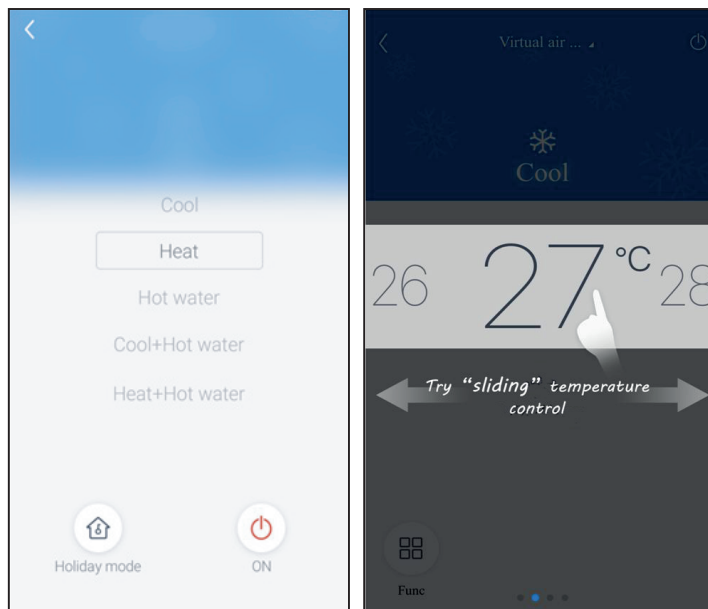 Cool
Heat
Hot water
Cool+Hot water
Heat+Hot water
Holiday mode
ON
Virtual air ...
Cool
26
27°C
28
Try “sliding” temperature
control
Func